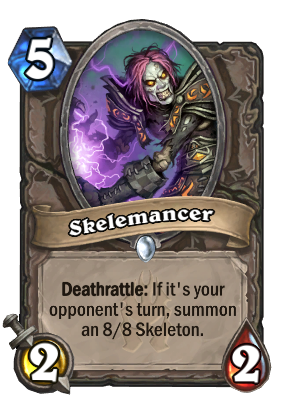 5
Skelemancer
Deathrattle: If it's your
opponent's turn, summon
an 8/8 Skeleton.
2
2